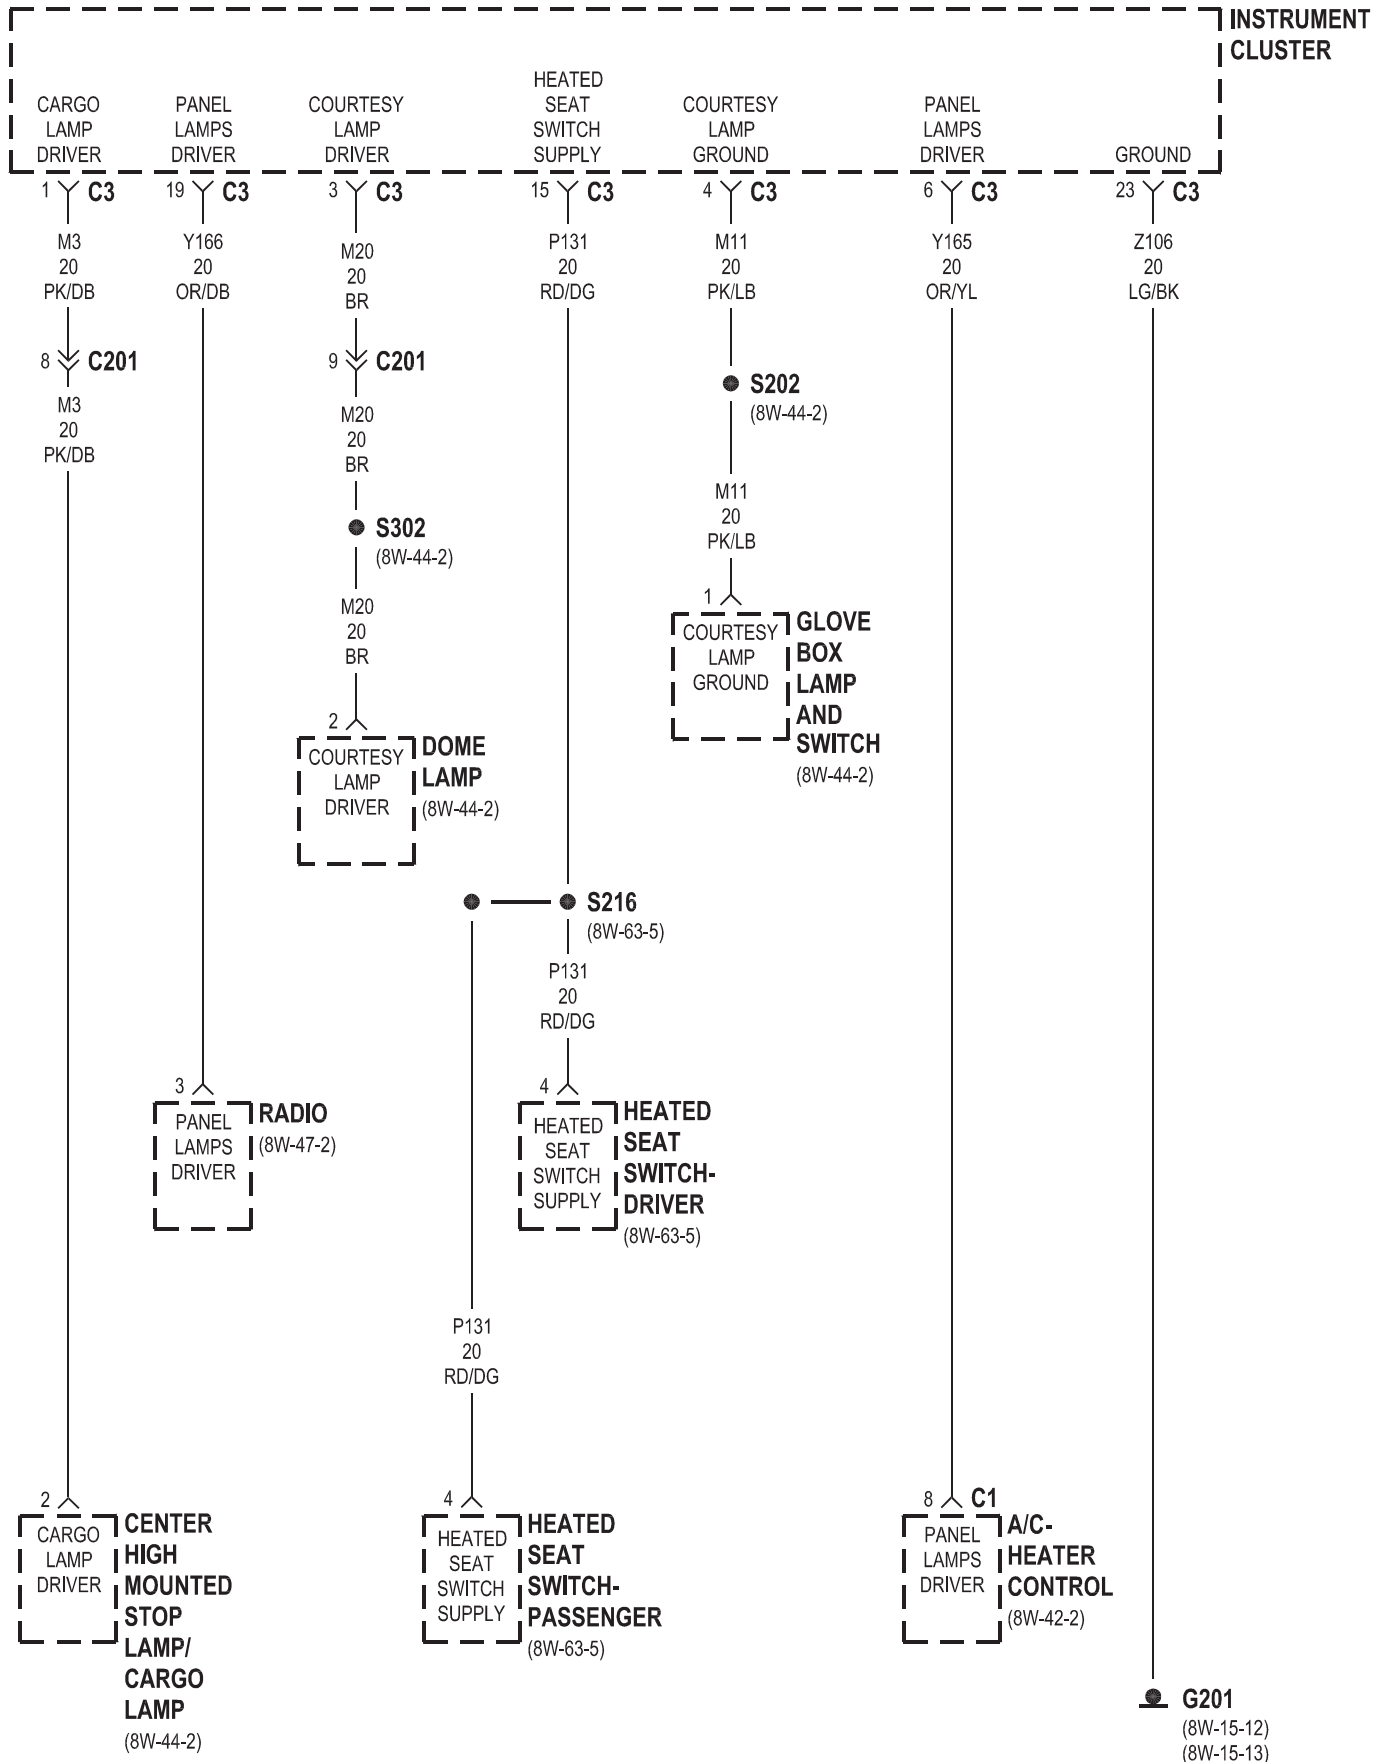 INSTRUMENT
CLUSTER
CARGO
LAMP
DRIVER
PANEL
LAMPS
DRIVER
COURTESY
LAMP
DRIVER
HEATED
SEAT
SWITCH
SUPPLY
COURTESY
LAMP
GROUND
PANEL
LAMPS
DRIVER
GROUND
1 C3
19 C3
3 C3
15 C3
4 C3
6 C3
23 C3
M3
20
PK/DB
Y166
20
OR/DB
M20
20
BR
P131
20
RD/DG
M11
20
PK/LB
Y165
20
OR/YL
Z106
20
LG/BK
8 C201
9 C201
S202
(8W-44-2)
M3
20
PK/DB
M20
20
BR
M11
20
PK/LB
S302
(8W-44-2)
M20
20
BR
1
COURTESY
LAMP
GROUND
GLOVE
BOX
LAMP
AND
SWITCH
(8W-44-2)
2
COURTESY
LAMP
DRIVER
DOME
LAMP
(8W-44-2)
S216
(8W-63-5)
P131
20
RD/DG
3
PANEL
LAMPS
DRIVER
RADIO
(8W-47-2)
4
HEATED
SEAT
SWITCH
SUPPLY
HEATED
SEAT
SWITCH-
DRIVER
(8W-63-5)
P131
20
RD/DG
2
CARGO
LAMP
DRIVER
CENTER
HIGH
MOUNTED
STOP
LAMP/
CARGO
LAMP
(8W-44-2)
4
HEATED
SEAT
SWITCH
SUPPLY
HEATED
SEAT
SWITCH-
PASSENGER
(8W-63-5)
8 C1
PANEL
LAMPS
DRIVER
A/C-
HEATER
CONTROL
(8W-42-2)
G201
(8W-15-12)
(8W-15-13)